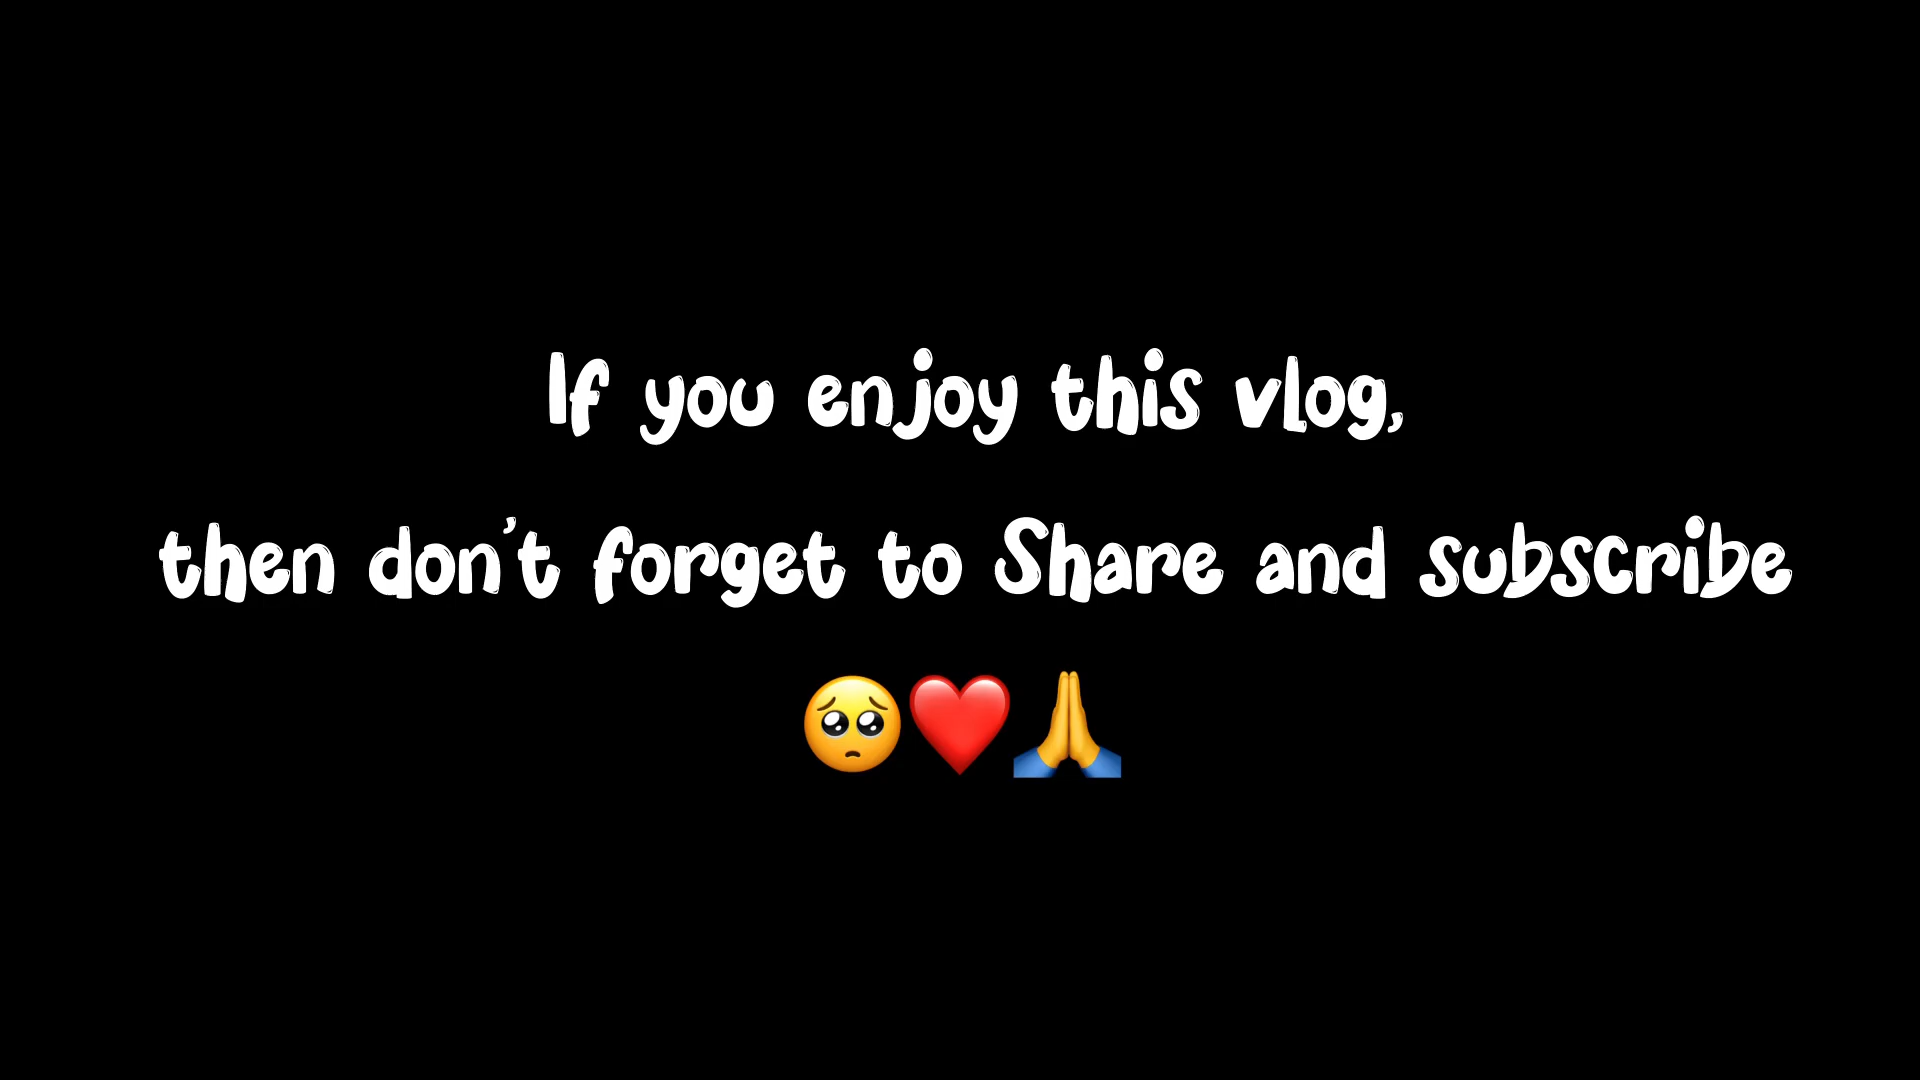 If you enjoy this vlog,
then don't forget to Share and subscribe
🥺❤️🙏